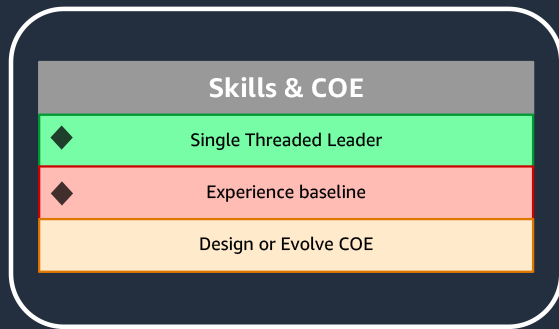 Skills & COE
Single Threaded Leader
Experience baseline
Design or Evolve COE